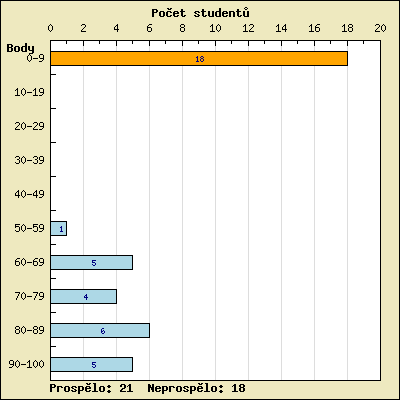 Počet studentů
0 2 4 6 8 10 12 14 16 18 20
Body
0-9 18
10-19
20-29
30-39
40-49
50-59 1
60-69 5
70-79 4
80-89 6
90-100 5
Prospělo: 21 Neprospělo: 18